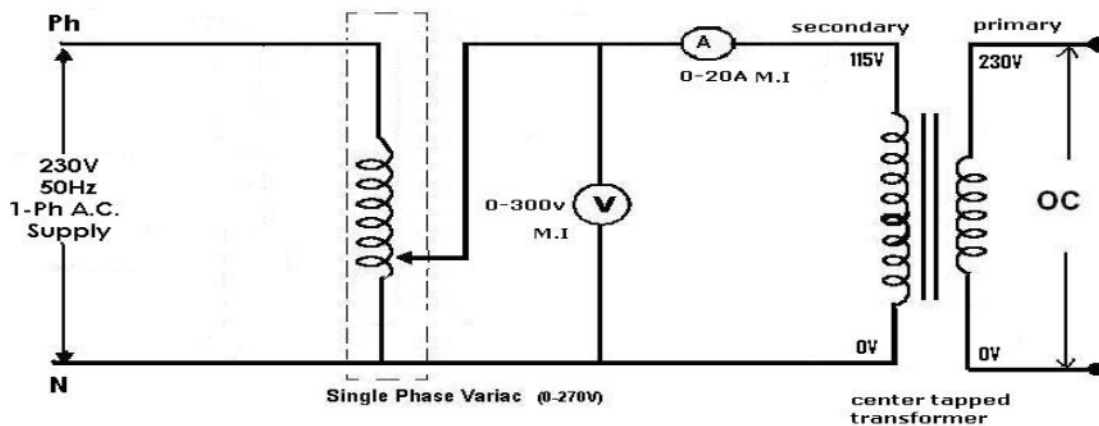 Ph
230V
50Hz
1-Ph A.C.
Supply
N
Single Phase Variac (0-270V)
0-300v
V
M.I
A
0-20A M.I
secondary
115V
0V
primary
230V
OC
0V
center tapped
transformer